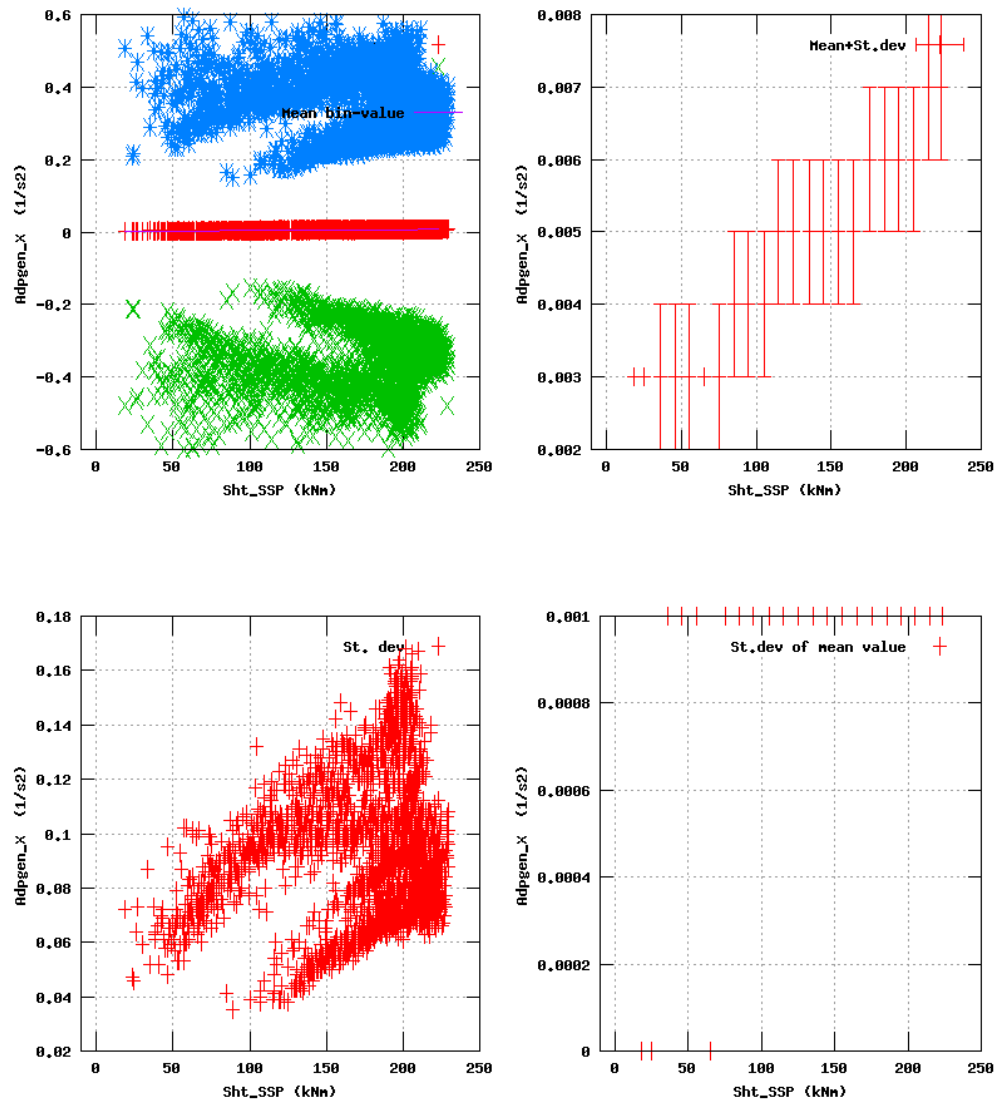 0.6
0.4
0.2
0
-0.2
-0.4
-0.6
Adpgen_X (1/s2)
Mean bin-value
0 50 100 150 200 250
Sht_SSP (kNm)
0.008
0.007
0.006
0.005
0.004
0.003
0.002
Adpgen_X (1/s2)
Mean+St.dev
0 50 100 150 200 250
Sht_SSP (kNm)
0.18
0.16
0.14
0.12
0.1
0.08
0.06
0.04
0.02
Adpgen_X (1/s2)
St. dev
0 50 100 150 200 250
Sht_SSP (kNm)
0.001
0.0008
0.0006
0.0004
0.0002
0
Adpgen_X (1/s2)
St.dev of mean value
0 50 100 150 200 250
Sht_SSP (kNm)